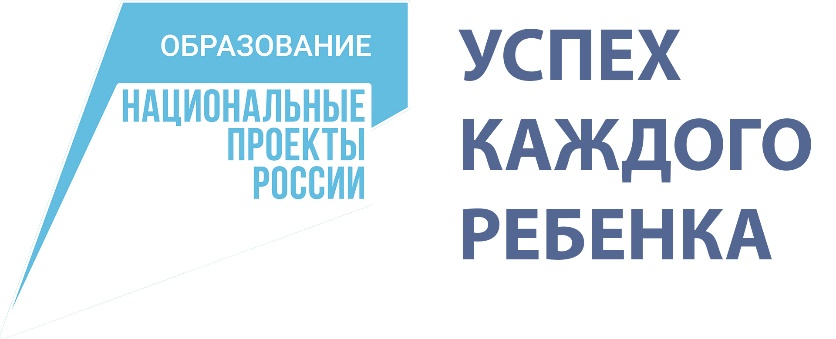 ОБРАЗОВАНИЕ
НАЦИОНАЛЬНЫЕ
ПРОЕКТЫ
РОССИИ
УСПЕХ
КАЖДОГО
РЕБЕНКА